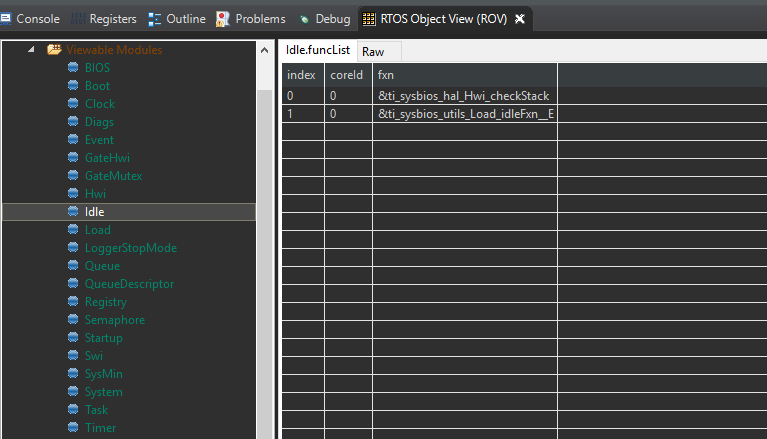 Console Registers Outline Problems Debug RTOS Object View (ROV)
Viewable Modules
BIOS
Boot
Clock
Diags
Event
GateHwi
GateMutex
Hwi
Idle
Load
LoggerStopMode
Queue
QueueDescriptor
Registry
Semaphore
Startup
Swi
SysMin
System
Task
Timer
Idle.funcList Raw
index coreId fxn
0 0 &ti_sysbios_hal_Hwi_checkStack
1 0 &ti_sysbios_utils_Load_idleFxn__E